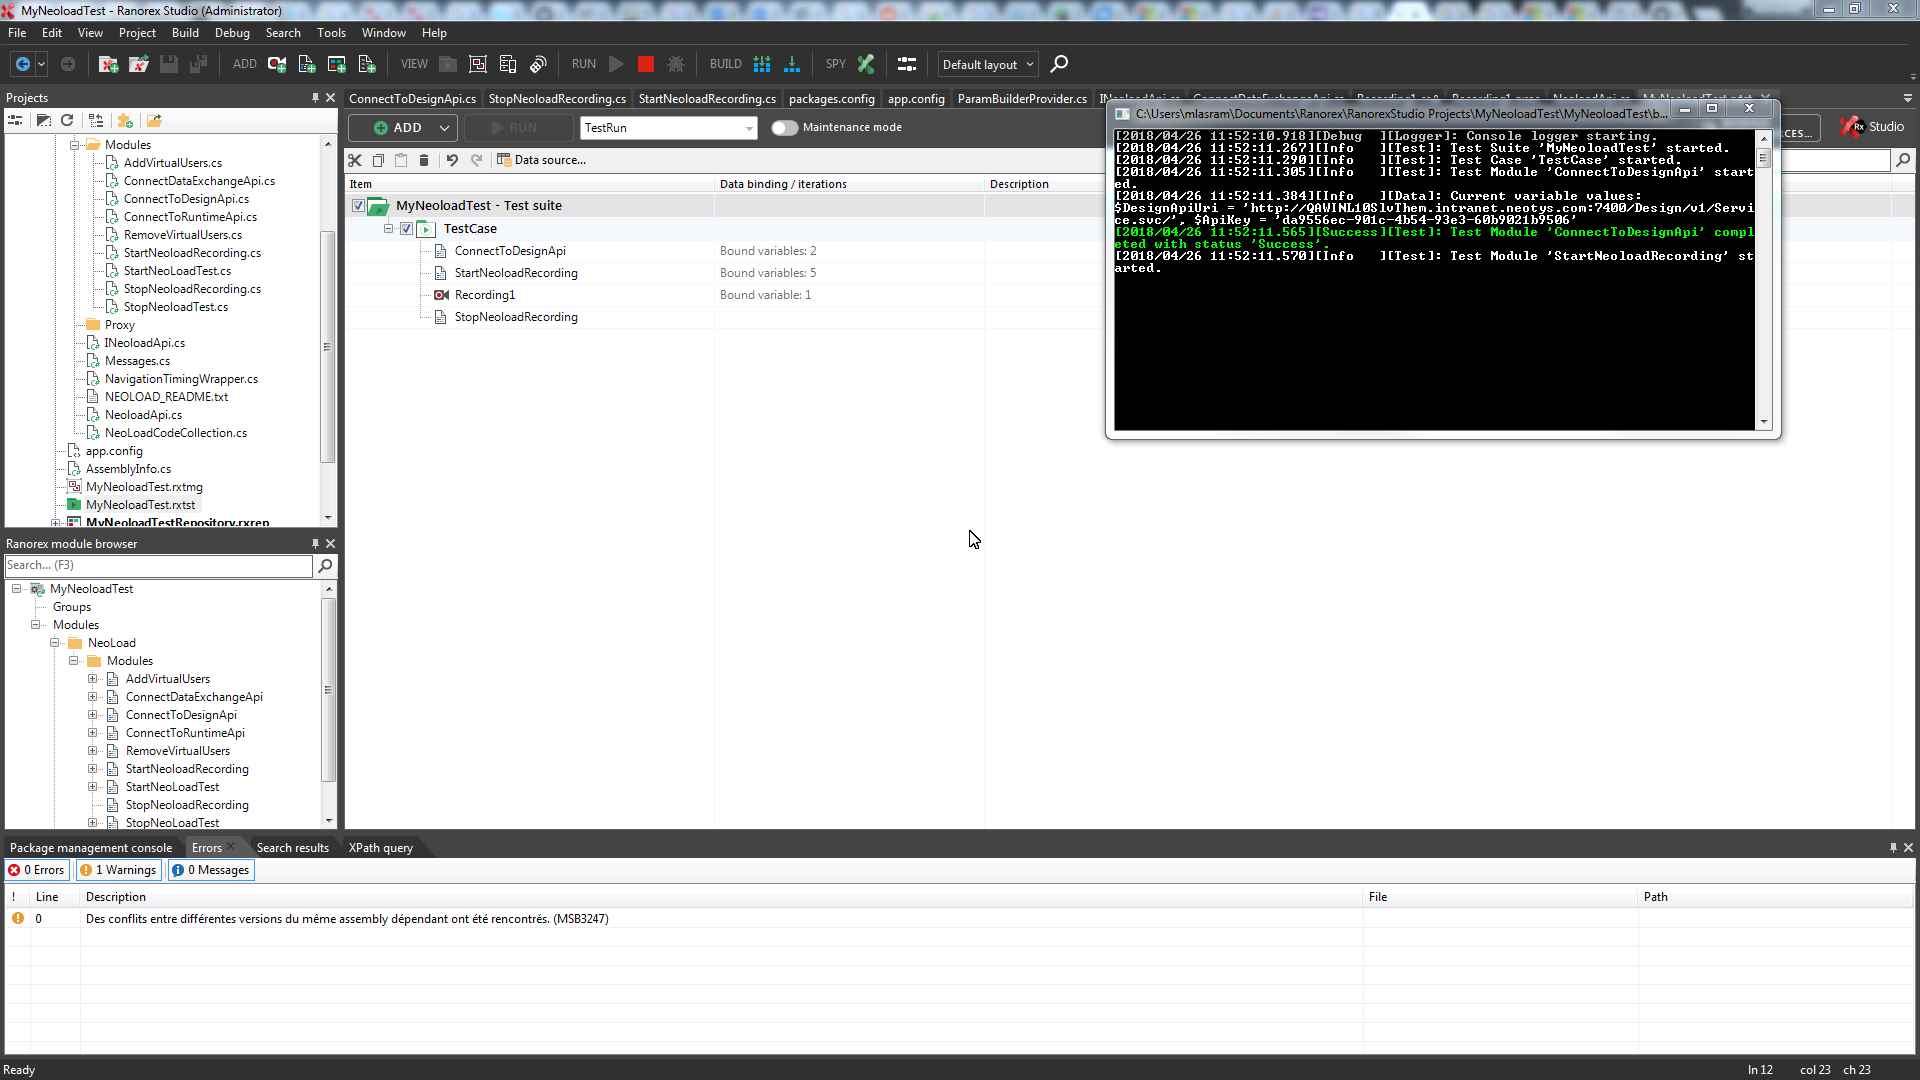 MyNeoloadTest - Ranorex Studio (Administrator)
File Edit View Project Build Debug Search Tools Window Help
ADD VIEW RUN BUILD SPY Default layout
Projects
Modules
AddVirtualUsers.cs
ConnectDataExchangeApi.cs
ConnectToDesignApi.cs
ConnectToRuntimeApi.cs
RemoveVirtualUsers.cs
StartNeoloadRecording.cs
StartNeoLoadTest.cs
StopNeoloadRecording.cs
StopNeoloadTest.cs
Proxy
INeoloadApi.cs
Messages.cs
NavigationTimingWrapper.cs
NEOLOAD_README.txt
NeoloadApi.cs
NeoLoadCodeCollection.cs
app.config
AssemblyInfo.cs
MyNeoloadTest.rxtmg
MyNeoloadTest.rxtst
MyNeoloadTestRepository.rxrep
Ranorex module browser
Search... (F3)
MyNeoloadTest
Groups
Modules
NeoLoad
Modules
AddVirtualUsers
ConnectDataExchangeApi
ConnectToDesignApi
ConnectToRuntimeApi
RemoveVirtualUsers
StartNeoloadRecording
StartNeoLoadTest
StopNeoloadRecording
StopNeoLoadTest
ConnectToDesignApi.cs StopNeoloadRecording.cs StartNeoloadRecording.cs packages.config app.config ParamBuilderProvider.cs
ADD RUN TestRun Maintenance mode
Studio
Data source...
Item Data binding / iterations Description
MyNeoloadTest - Test suite
TestCase
ConnectToDesignApi Bound variables: 2
StartNeoloadRecording Bound variables: 5
Recording1 Bound variable: 1
StopNeoloadRecording
C:\Users\mlasram\Documents\Ranorex\RanorexStudio Projects\MyNeoloadTest\MyNeoloadTest\b...
[2018/04/26 11:52:10.918][Debug ][Logger]: Console logger starting.
[2018/04/26 11:52:11.267][Info ][Test]: Test Suite 'MyNeoloadTest' started.
[2018/04/26 11:52:11.290][Info ][Test]: Test Case 'TestCase' started.
[2018/04/26 11:52:11.305][Info ][Test]: Test Module 'ConnectToDesignApi' start
ed.
[2018/04/26 11:52:11.384][Info ][Data]: Current variable values:
$DesignApiUri = 'http://QAWINL10SlvIhem.intranet.neotys.com:7400/Design/v1/Servi
ce.svc/', $ApiKey = 'da9556ec-901c-4b54-93e3-60b9021b9506'
[2018/04/26 11:52:11.565][Success][Test]: Test Module 'ConnectToDesignApi' compl
eted with status 'Success'.
[2018/04/26 11:52:11.570][Info ][Test]: Test Module 'StartNeoloadRecording' st
arted.
Package management console Errors Search results XPath query
0 Errors 1 Warnings 0 Messages
! Line Description File Path
0 Des conflits entre différentes versions du même assembly dépendant ont été rencontrés. (MSB3247)
Ready ln 12 col 23 ch 23